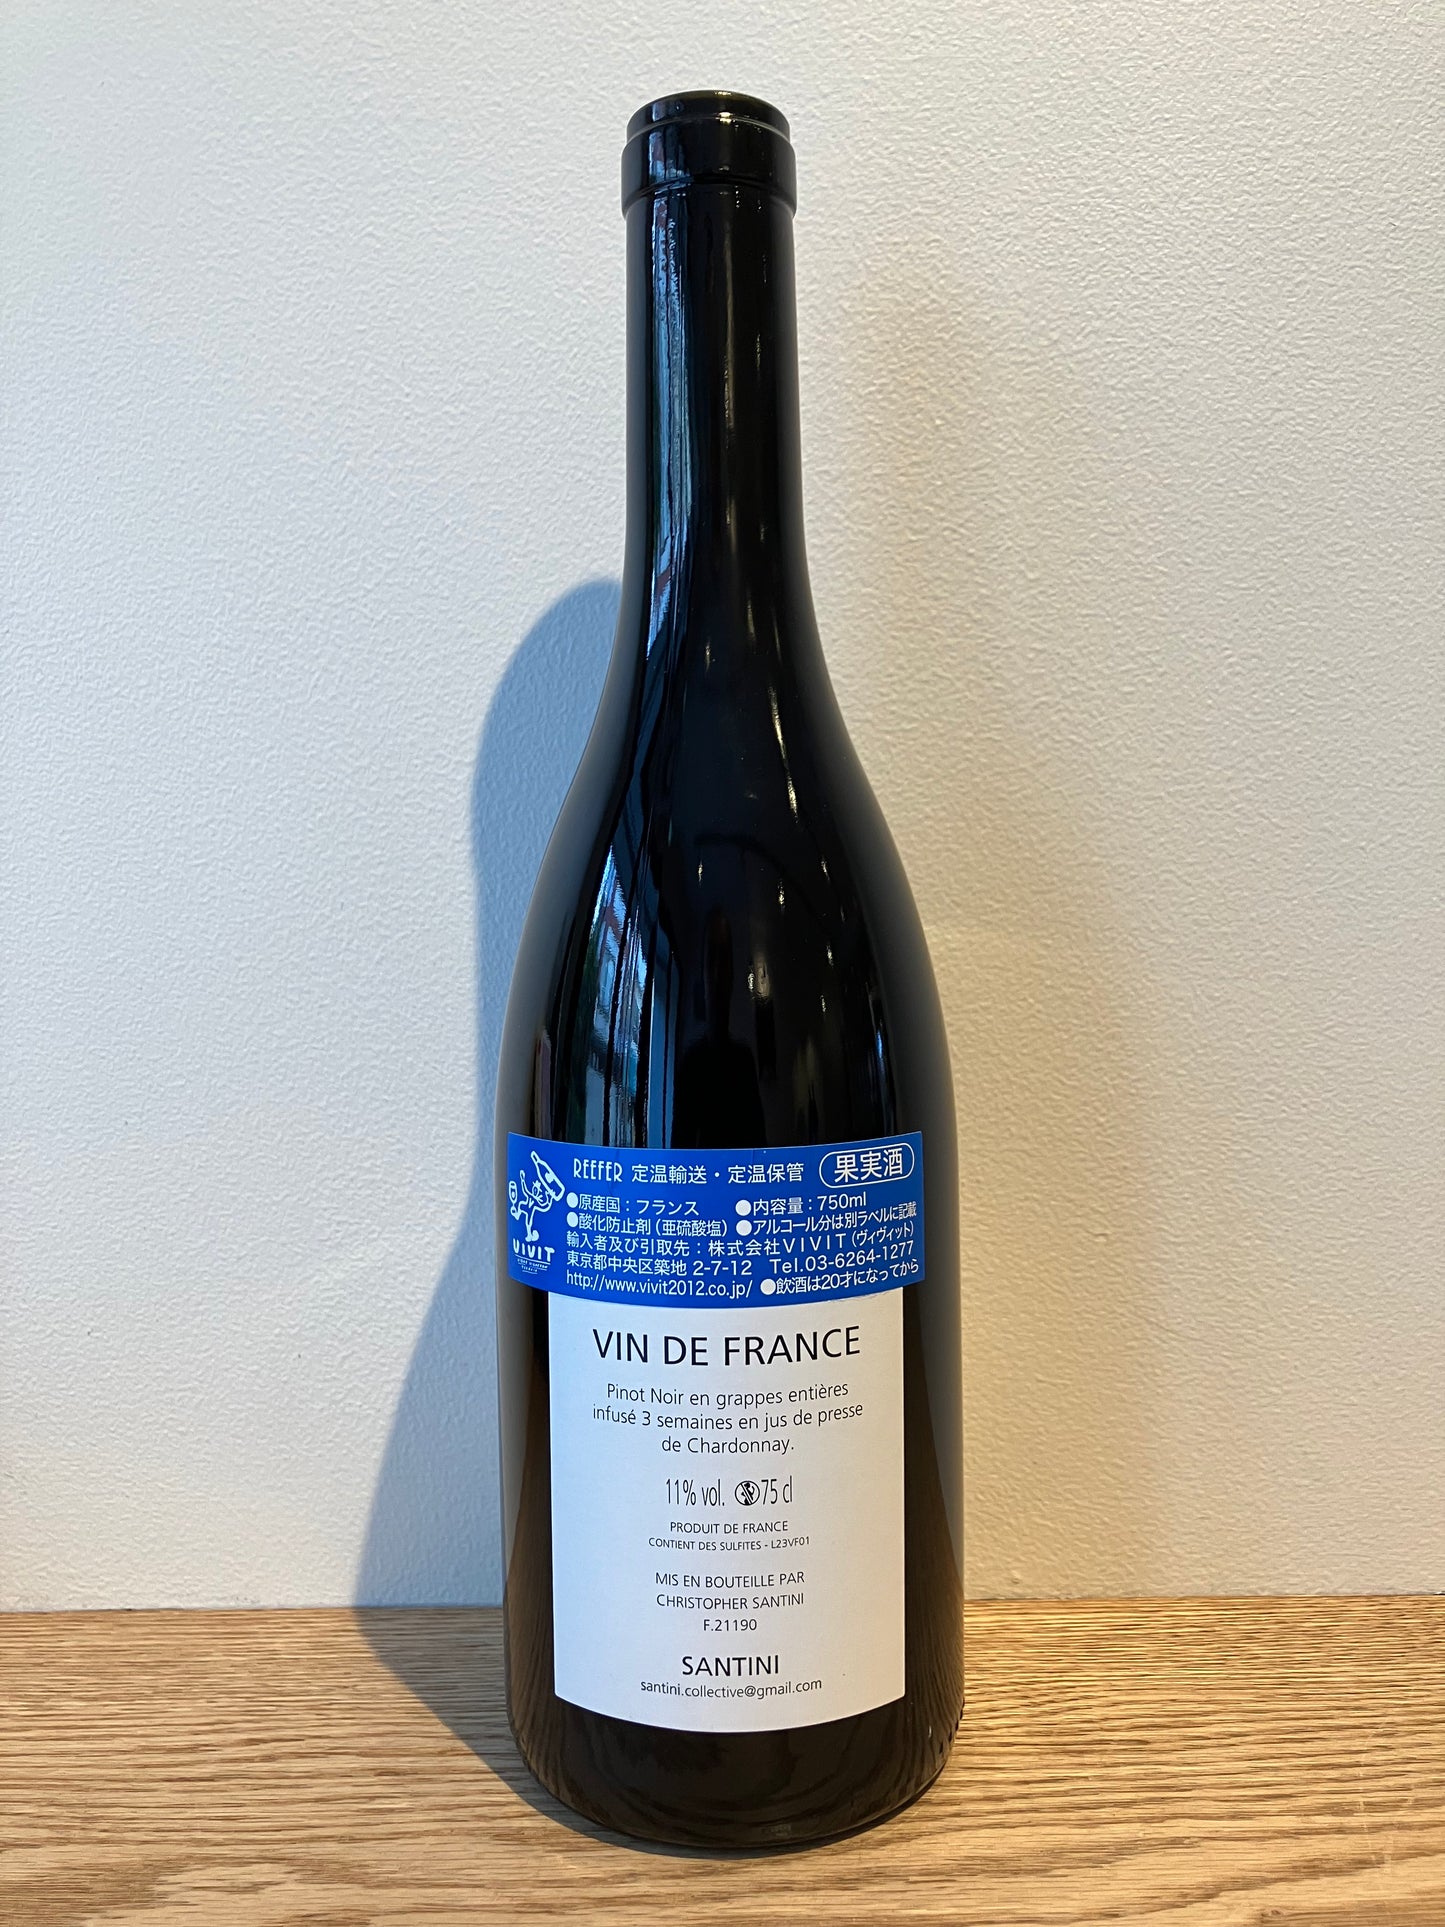 REEFER 定温輸送・定温保管 果実酒
●原産国：フランス ●内容量：750ml
●酸化防止剤（亜硫酸塩） ●アルコール分は別ラベルに記載
輸入者及び引取先：株式会社VIVIT（ヴィヴィット）
東京都中央区築地 2-7-12 Tel.03-6264-1277
http://www.vivit2012.co.jp/ ●飲酒は20才になってから
VIVIT
VIN DE FRANCE
Pinot Noir en grappes entières
infusé 3 semaines en jus de presse
de Chardonnay.
11% vol. 75 cl
PRODUIT DE FRANCE
CONTIENT DES SULFITES - L23VF01
MIS EN BOUTEILLE PAR
CHRISTOPHER SANTINI
F.21190
SANTINI
santini.collective@gmail.com